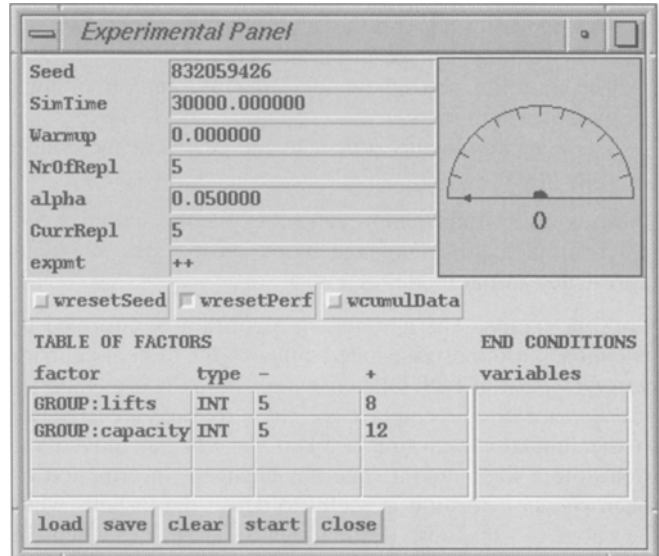 Experimental Panel
Seed 832059426
SimTime 30000.000000
Warmup 0.000000
NrOfRepl 5
alpha 0.050000
CurrRepl 5
expmt ++
0
wresetSeed wresetPerf wcumulData
TABLE OF FACTORS END CONDITIONS
factor type - + variables
GROUP:lifts INT 5 8
GROUP:capacity INT 5 12
load save clear start close